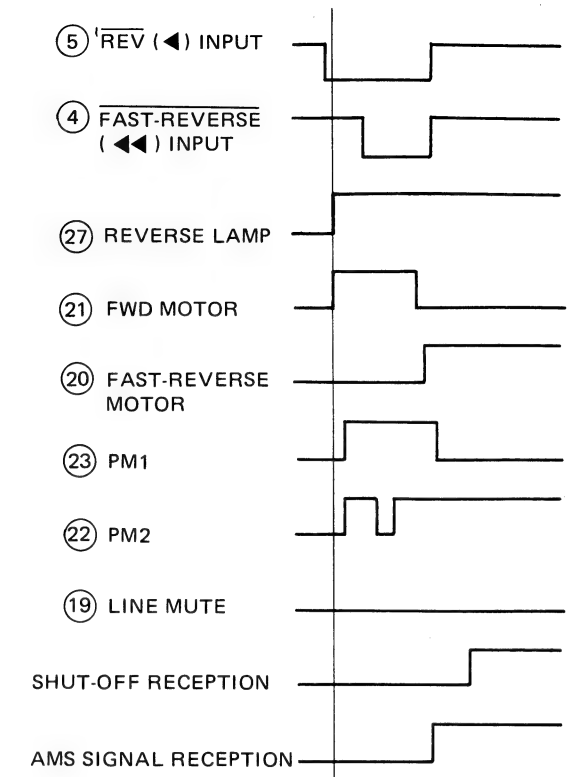 ⑤ 'REV (◀) INPUT
④ FAST-REVERSE
(◀◀) INPUT
㉗ REVERSE LAMP
㉑ FWD MOTOR
⑳ FAST-REVERSE
MOTOR
㉓ PM1
㉒ PM2
⑲ LINE MUTE
SHUT-OFF RECEPTION
AMS SIGNAL RECEPTION